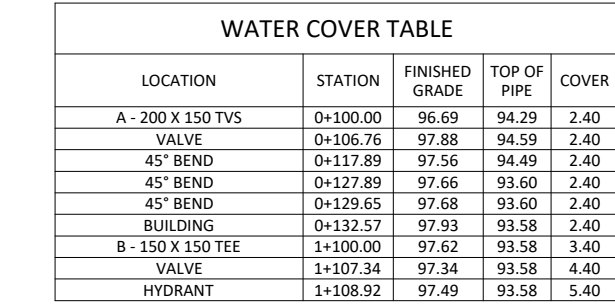 WATER COVER TABLE
LOCATION STATION FINISHED GRADE TOP OF PIPE COVER
A - 200 X 150 TVS 0+100.00 96.69 94.29 2.40
VALVE 0+106.76 97.88 94.59 2.40
45° BEND 0+117.89 97.56 94.49 2.40
45° BEND 0+127.89 97.66 93.60 2.40
45° BEND 0+129.65 97.68 93.60 2.40
BUILDING 0+132.57 97.93 93.58 2.40
B - 150 X 150 TEE 1+100.00 97.62 93.58 3.40
VALVE 1+107.34 97.34 93.58 4.40
HYDRANT 1+108.92 97.49 93.58 5.40